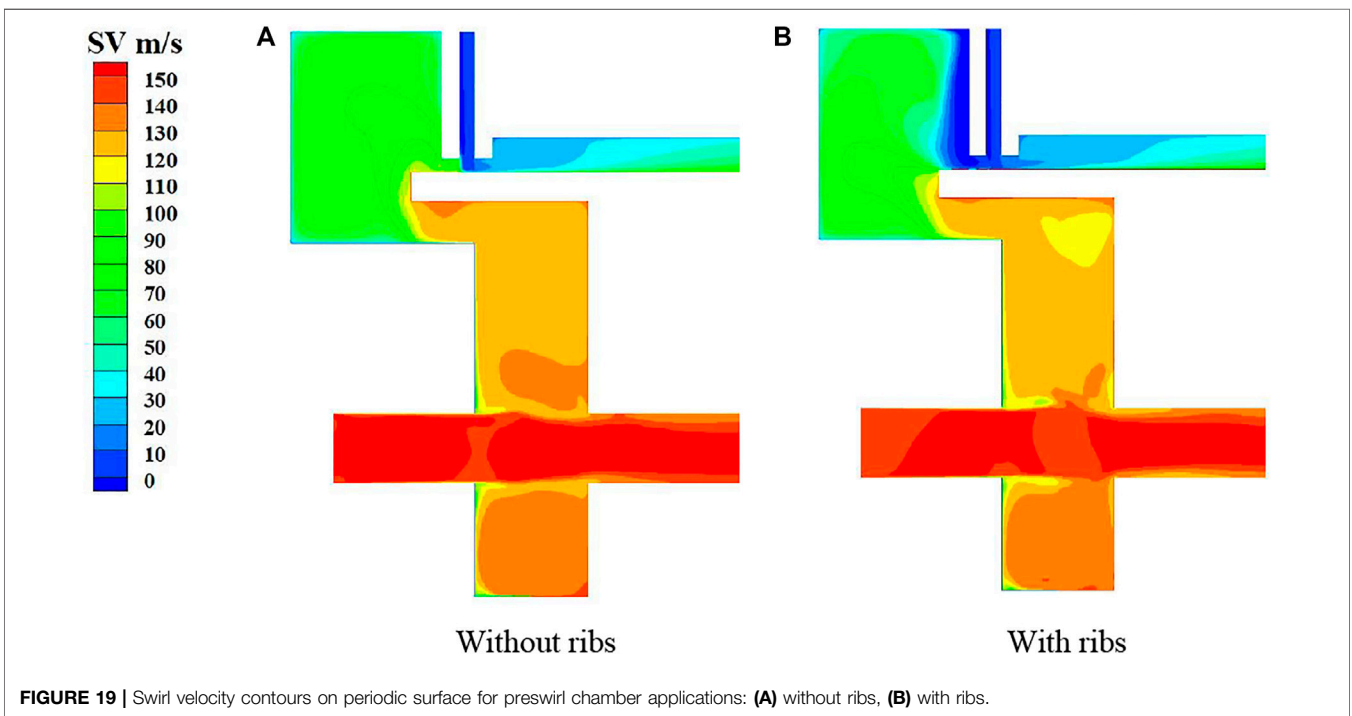 SV m/s
150
140
130
120
110
100
90
80
70
60
50
40
30
20
10
0
A
B
Without ribs
With ribs
FIGURE 19 | Swirl velocity contours on periodic surface for preswirl chamber applications: (A) without ribs, (B) with ribs.